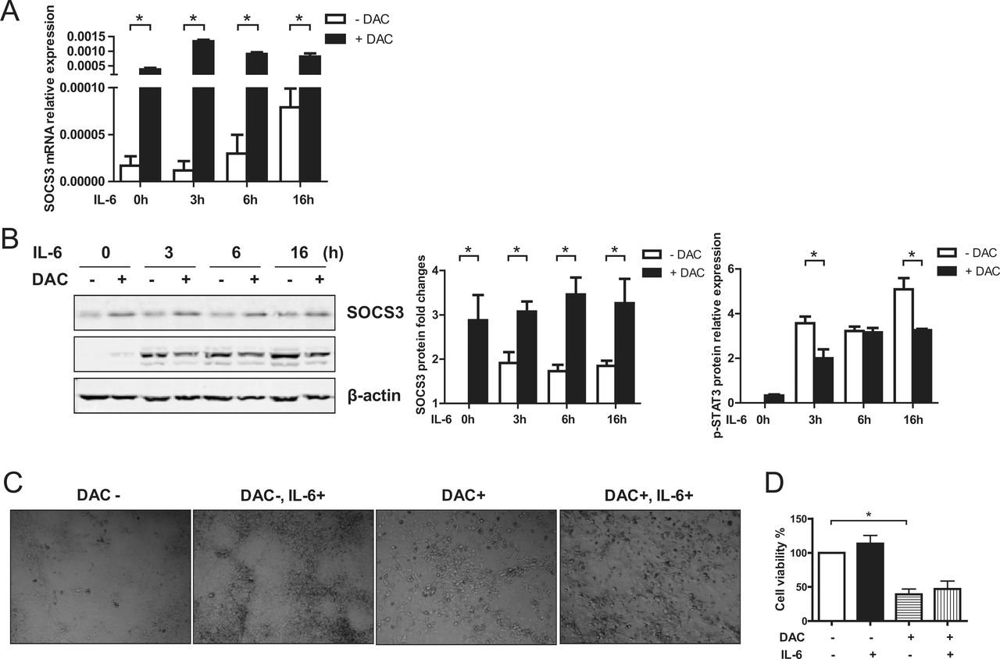 A
SOCS3 mRNA relative expression
0.0015
0.0010
0.0005
0.00010
0.00005
0.00000
* * * *
- DAC
+ DAC
IL-6 0h 3h 6h 16h
B
IL-6 0 3 6 16 (h)
DAC - + - + - + - +
SOCS3
β-actin
SOCS3 protein fold changes
4
3
2
1
* * * *
- DAC
+ DAC
IL-6 0h 3h 6h 16h
p-STAT3 protein relative expression
6
4
2
0
* *
- DAC
+ DAC
IL-6 0h 3h 6h 16h
C
DAC - DAC-, IL-6+ DAC+ DAC+, IL-6+
D
Cell viability %
150
100
50
0
*
DAC - - + +
IL-6 - + - +